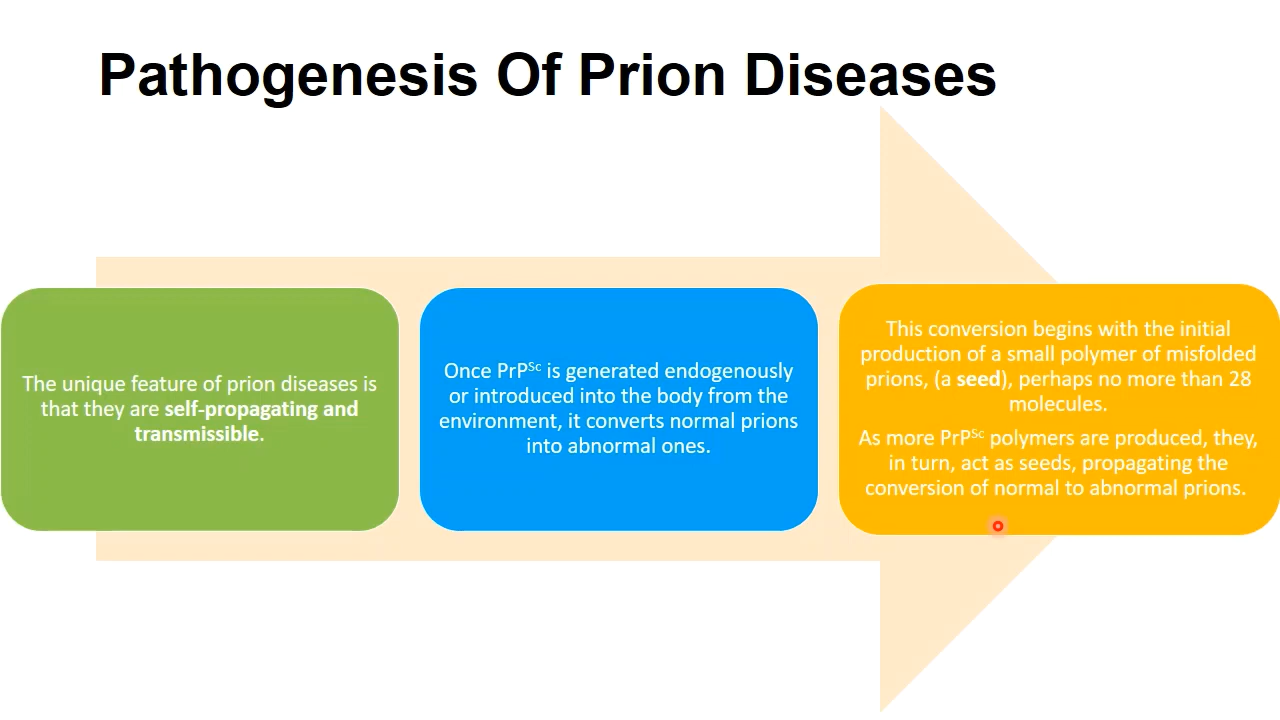 Pathogenesis Of Prion Diseases
The unique feature of prion diseases is
that they are self-propagating and
transmissible.
Once PrPSc is generated endogenously
or introduced into the body from the
environment, it converts normal prions
into abnormal ones.
This conversion begins with the initial
production of a small polymer of misfolded
prions, (a seed), perhaps no more than 28
molecules.
As more PrPSc polymers are produced, they,
in turn, act as seeds, propagating the
conversion of normal to abnormal prions.